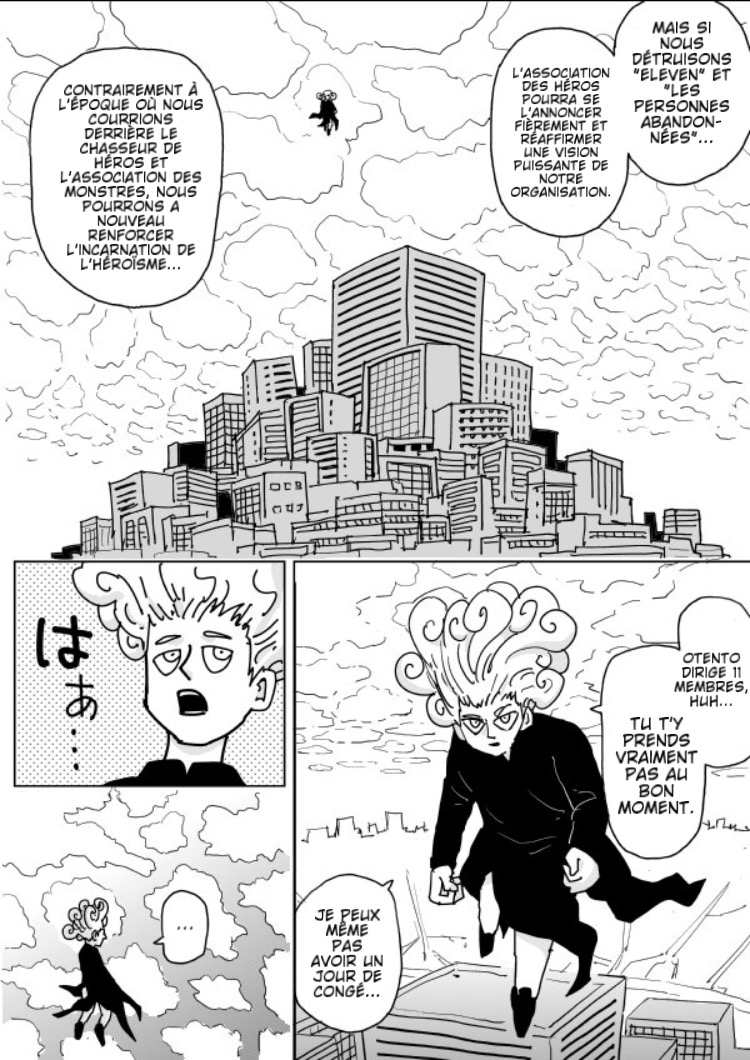 MAIS SI
NOUS
DÉTRUISONS
"ELEVEN" ET
"LES
PERSONNES
ABANDON-
NÉES"...
L'ASSOCIATION
DES HÉROS
POURRA SE
L'ANNONCER
FIÈREMENT ET
RÉAFFIRMER
UNE VISION
PUISSANTE DE
NOTRE
ORGANISATION.
CONTRAIREMENT À
L'ÉPOQUE OÙ NOUS
COURRIONS
DERRIÈRE LE
CHASSEUR DE
HÉROS ET
L'ASSOCIATION DES
MONSTRES, NOUS
POURRONS A
NOUVEAU
RENFORCER
L'INCARNATION DE
L'HÉROÏSME...
はぁ…
OTENTO
DIRIGE 11
MEMBRES,
HUH...
TU T'Y
PRENDS
VRAIMENT
PAS AU
BON
MOMENT.
JE PEUX
MÊME
PAS
AVOIR UN
JOUR DE
CONGÉ...
...